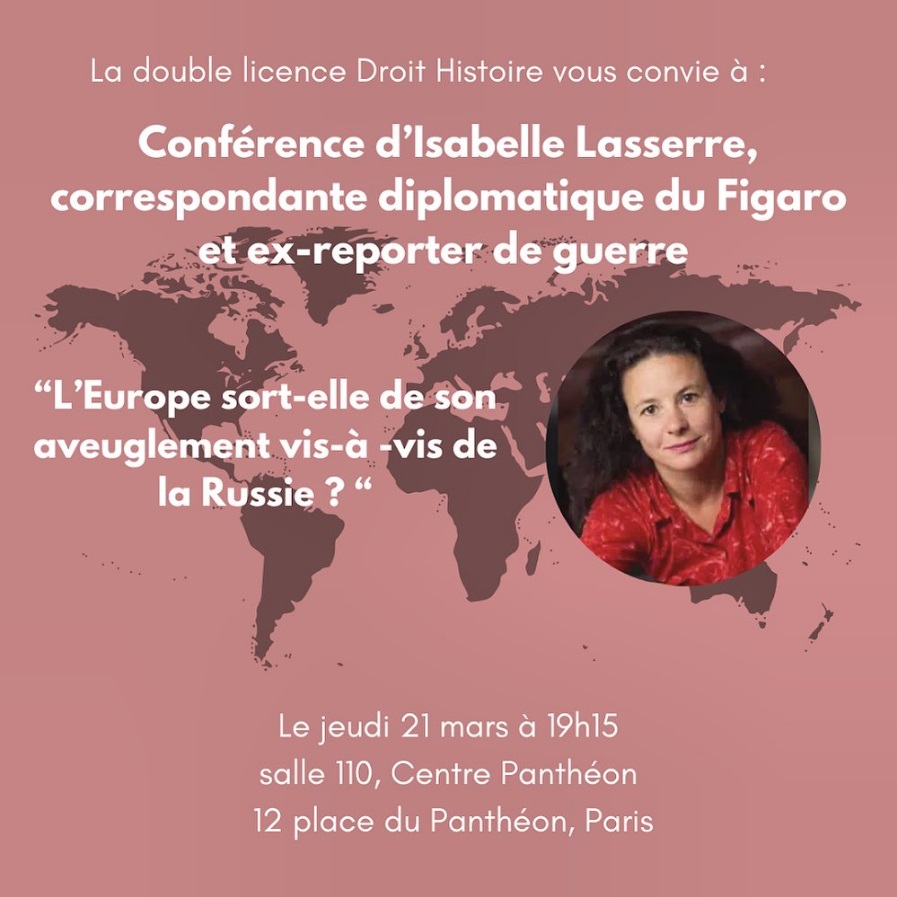 La double licence Droit Histoire vous convie à :
Conférence d’Isabelle Lasserre,
correspondante diplomatique du Figaro
et ex-reporter de guerre
“L’Europe sort-elle de son
aveuglement vis-à -vis de
la Russie ? “
Le jeudi 21 mars à 19h15
salle 110, Centre Panthéon
12 place du Panthéon, Paris